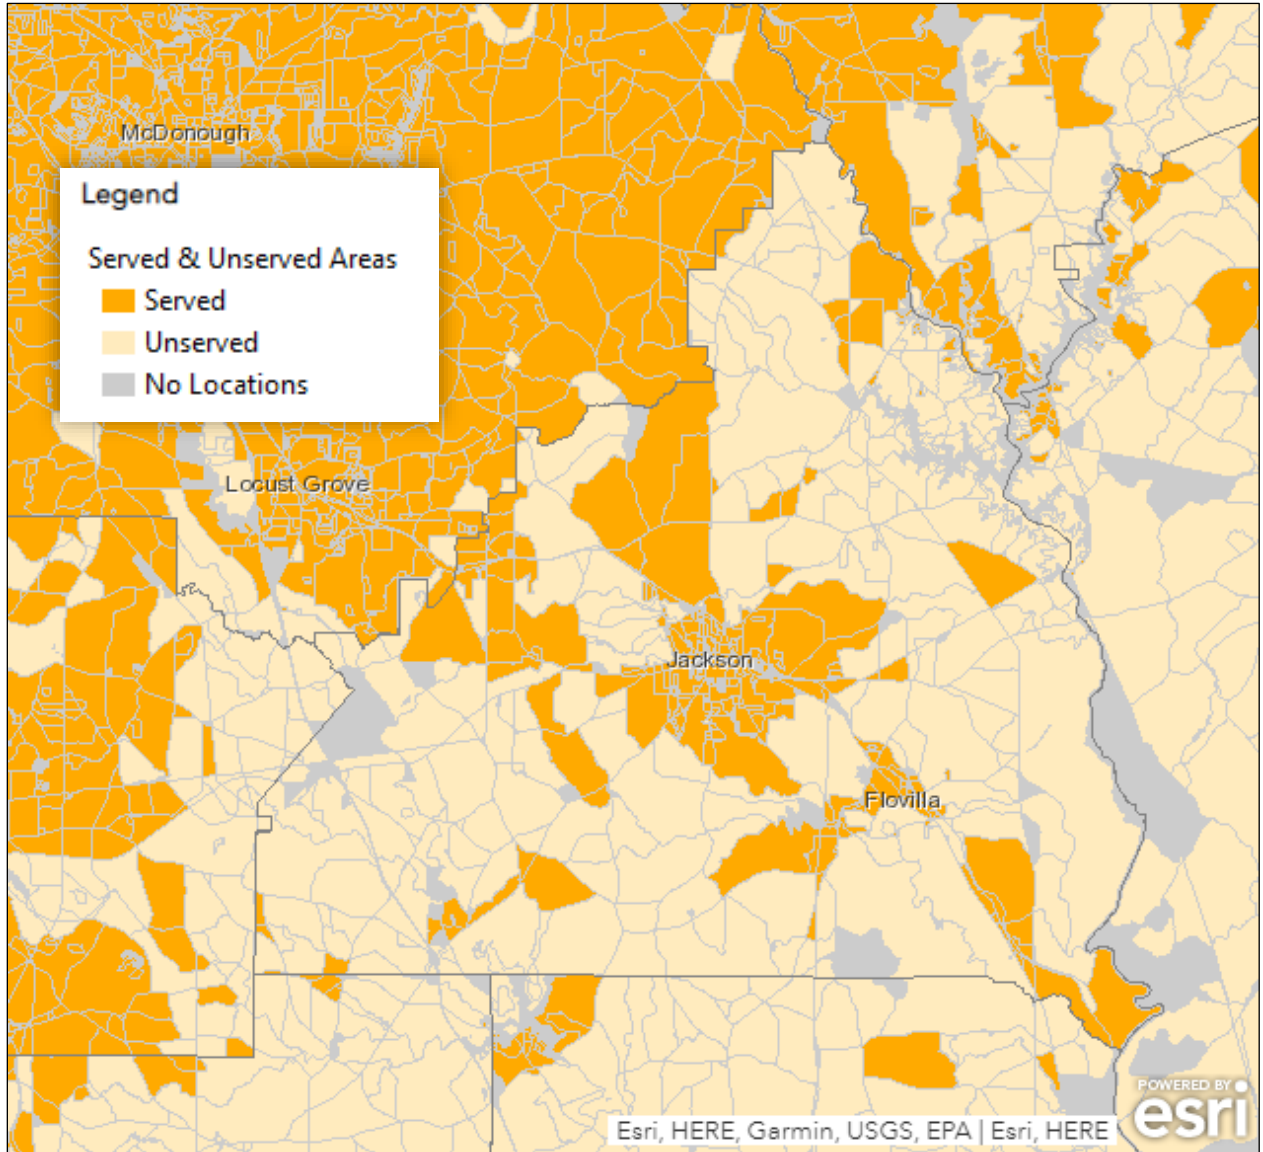 McDonough
Legend
Served & Unserved Areas
Served
Unserved
No Locations
Locust Grove
Jackson
Flovilla
POWERED BY
esri
Esri, HERE, Garmin, USGS, EPA | Esri, HERE